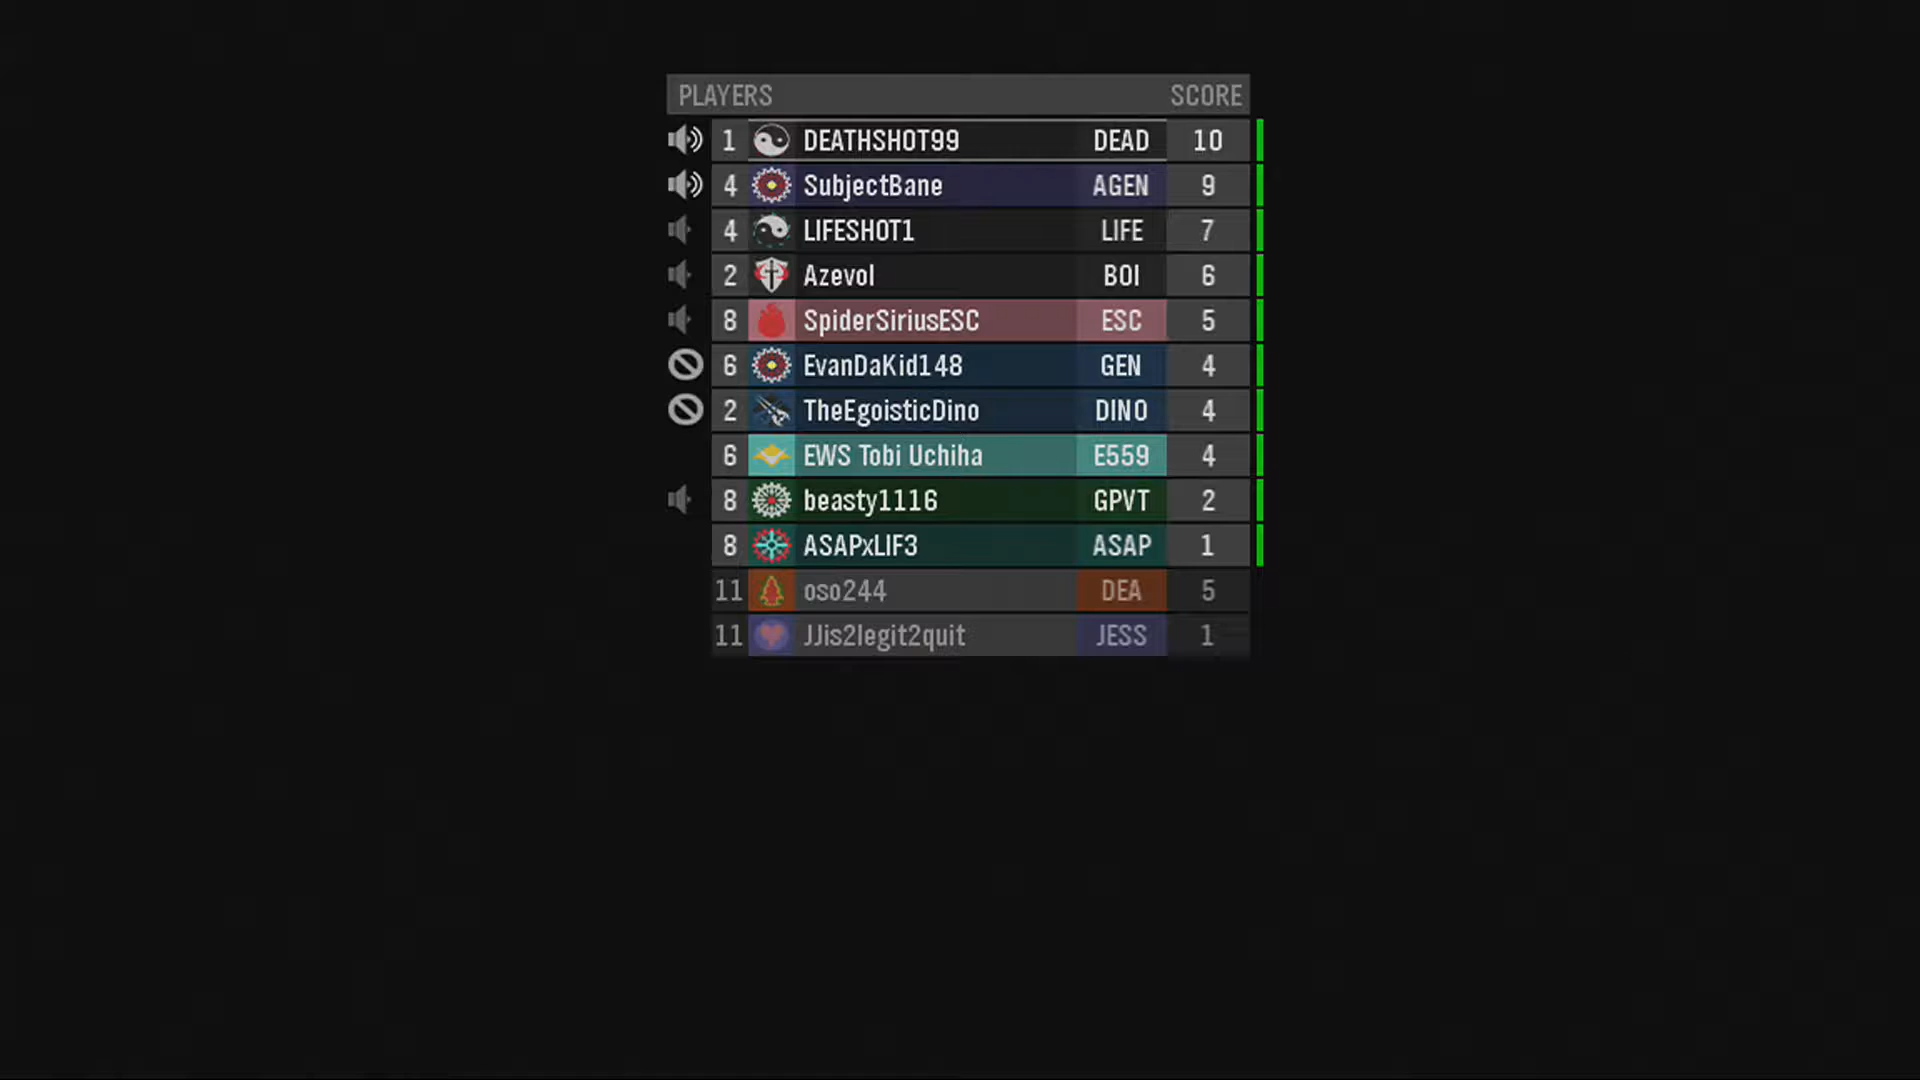 PLAYERS SCORE
1 DEATHSHOT99 DEAD 10
4 SubjectBane AGEN 9
4 LIFESHOT1 LIFE 7
2 Azevol BOI 6
8 SpiderSiriusESC ESC 5
6 EvanDaKid148 GEN 4
2 TheEgoisticDino DINO 4
6 EWS Tobi Uchiha E559 4
8 beasty1116 GPVT 2
8 ASAPxLIF3 ASAP 1
11 oso244 DEA 5
11 JJis2legit2quit JESS 1